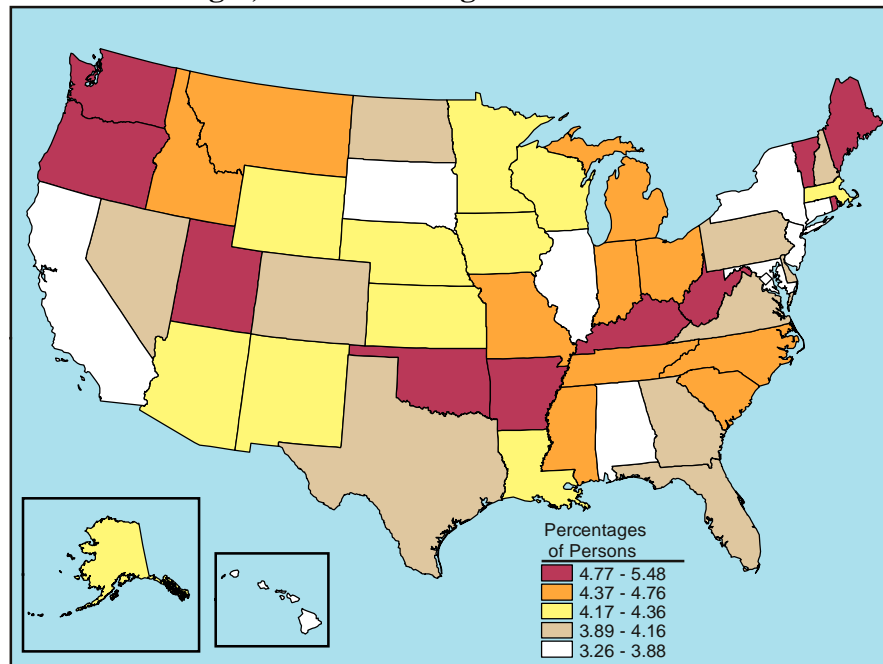 Percentages
of Persons
4.77 - 5.48
4.37 - 4.76
4.17 - 4.36
3.89 - 4.16
3.26 - 3.88